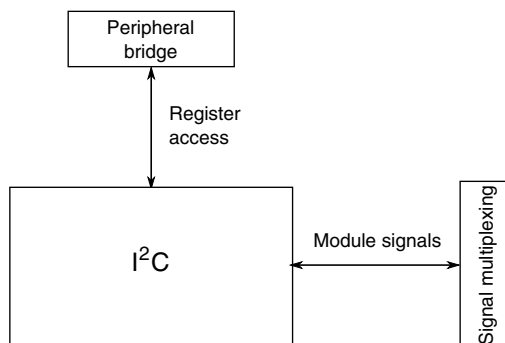 Peripheral
bridge
Register
access
I²C
Module signals
Signal multiplexing